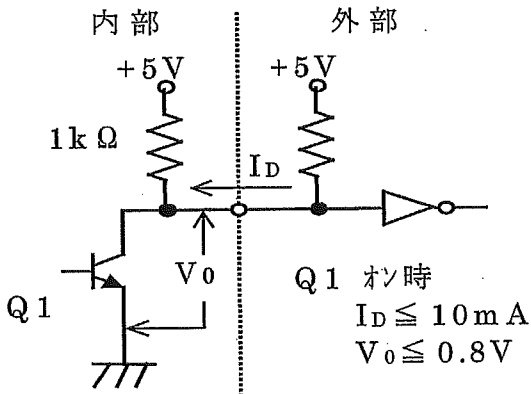 内部
外部
+5V
+5V
1kΩ
ID
V0
Q1
Q1 オン時
ID≦10mA
V0≦0.8V